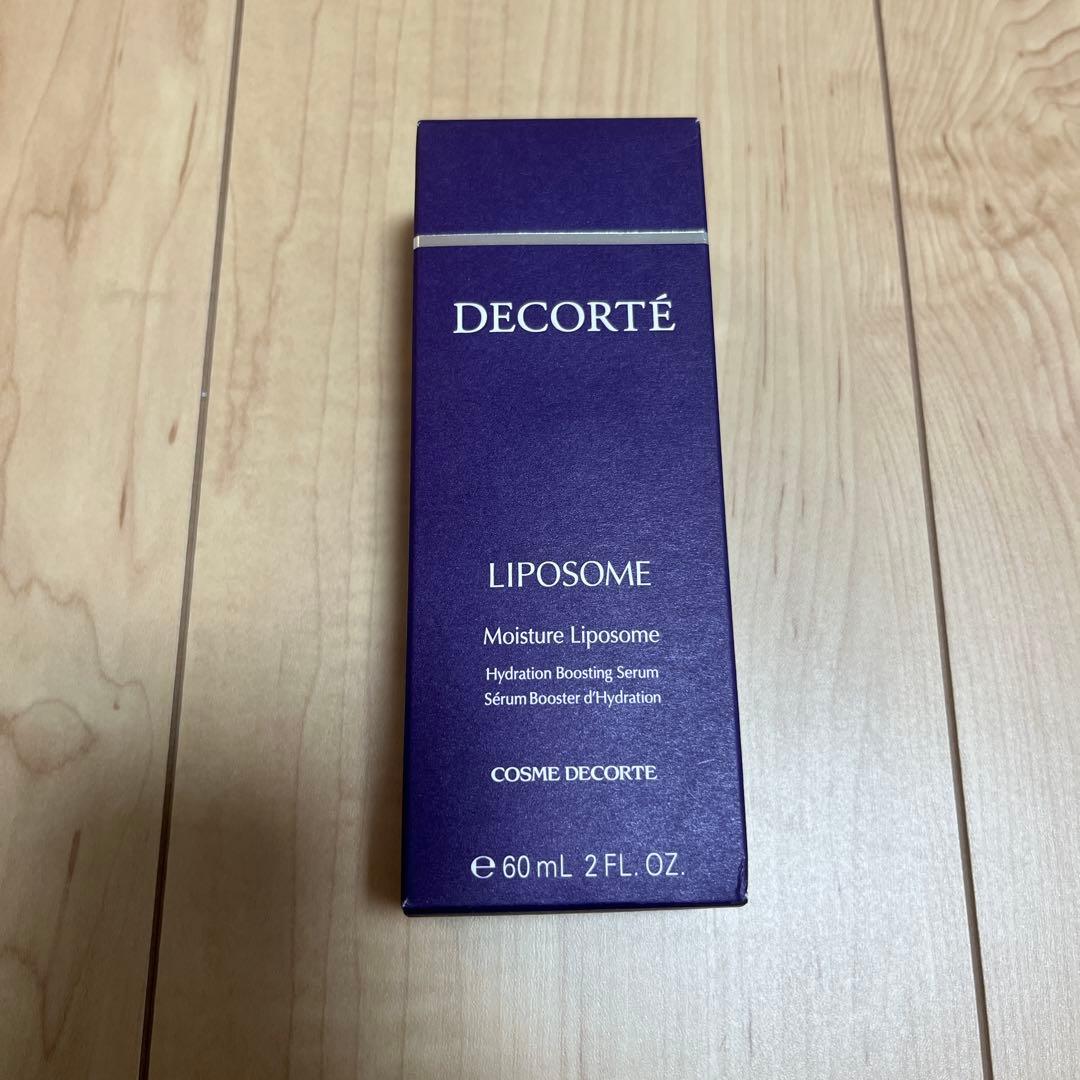 DECORTÉ
LIPOSOME
Moisture Liposome
Hydration Boosting Serum
Sérum Booster d'Hydration
COSME DECORTE
℮ 60 mL 2 FL. OZ.